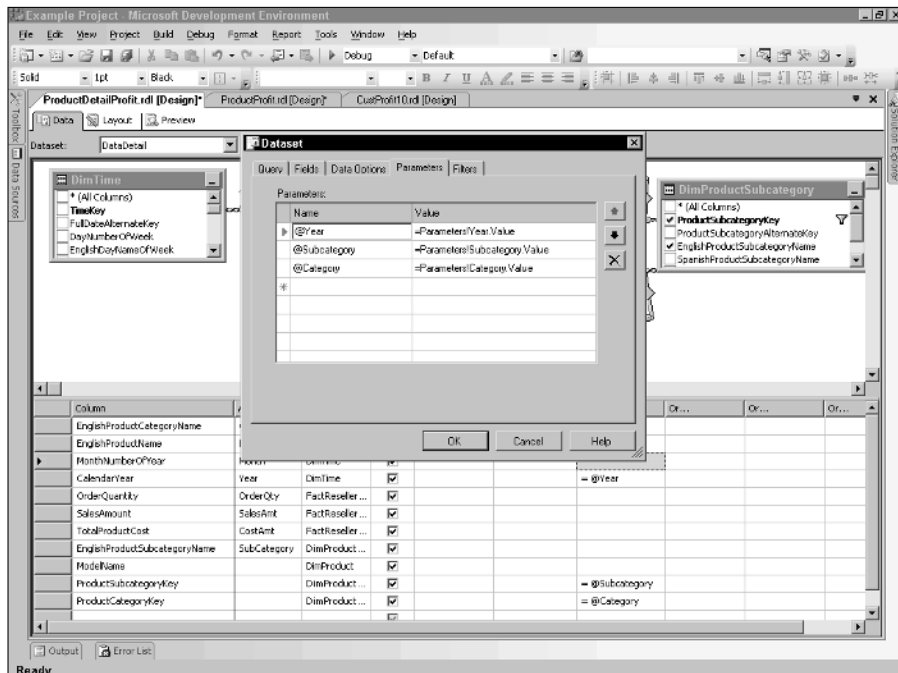 Example Project - Microsoft Development Environment
File Edit View Project Build Debug Format Report Tools Window Help
Debug Default
Solid 1pt Black B I U A
ProductDetailProfit.rdl [Design]* ProductProfit.rdl [Design]* CustProfit10.rdl [Design]
Toolbox
Data Sources
Solution Explorer
Data Layout Preview
Dataset: DataDetail
DimTime
* (All Columns)
TimeKey
FullDateAlternateKey
DayNumberOfWeek
EnglishDayNameOfWeek
Dataset
Query Fields Data Options Parameters Filters
Parameters:
Name Value
@Year =Parameters!Year.Value
@Subcategory =Parameters!Subcategory.Value
@Category =Parameters!Category.Value
OK Cancel Help
DimProductSubcategory
* (All Columns)
ProductSubcategoryKey
ProductSubcategoryAlternateKey
EnglishProductSubcategoryName
SpanishProductSubcategoryName
Column Or... Or... Or...
EnglishProductCategoryName
EnglishProductName
MonthNumberOfYear Month DimTime
CalendarYear Year DimTime = @Year
OrderQuantity OrderQty FactReseller...
SalesAmount SalesAmt FactReseller...
TotalProductCost CostAmt FactReseller...
EnglishProductSubcategoryName SubCategory DimProduct...
ModelName DimProduct
ProductSubcategoryKey DimProduct... = @Subcategory
ProductCategoryKey DimProduct... = @Category
Output Error List
Ready